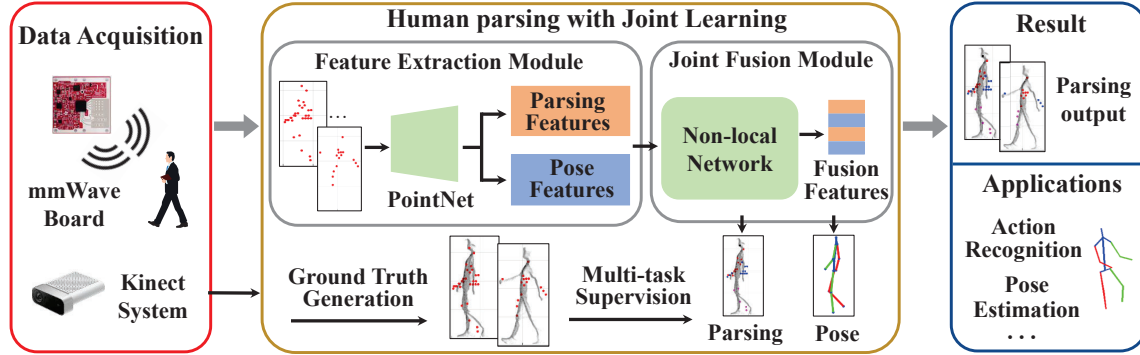 Data Acquisition
mmWave
Board
Kinect
System
Human parsing with Joint Learning
Feature Extraction Module
...
PointNet
Parsing
Features
Pose
Features
Joint Fusion Module
Non-local
Network
Fusion
Features
Ground Truth
Generation
Multi-task
Supervision
Parsing
Pose
Result
Parsing
output
Applications
Action
Recognition
Pose
Estimation
...